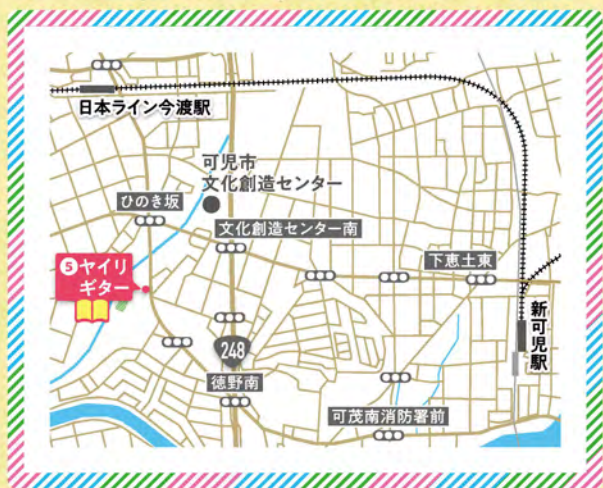 日本ライン今渡駅
可児市
文化創造センター
ひのき坂
文化創造センター南
5ヤイリ
ギター
下恵土東
新可児駅
248
徳野南
可茂南消防署前